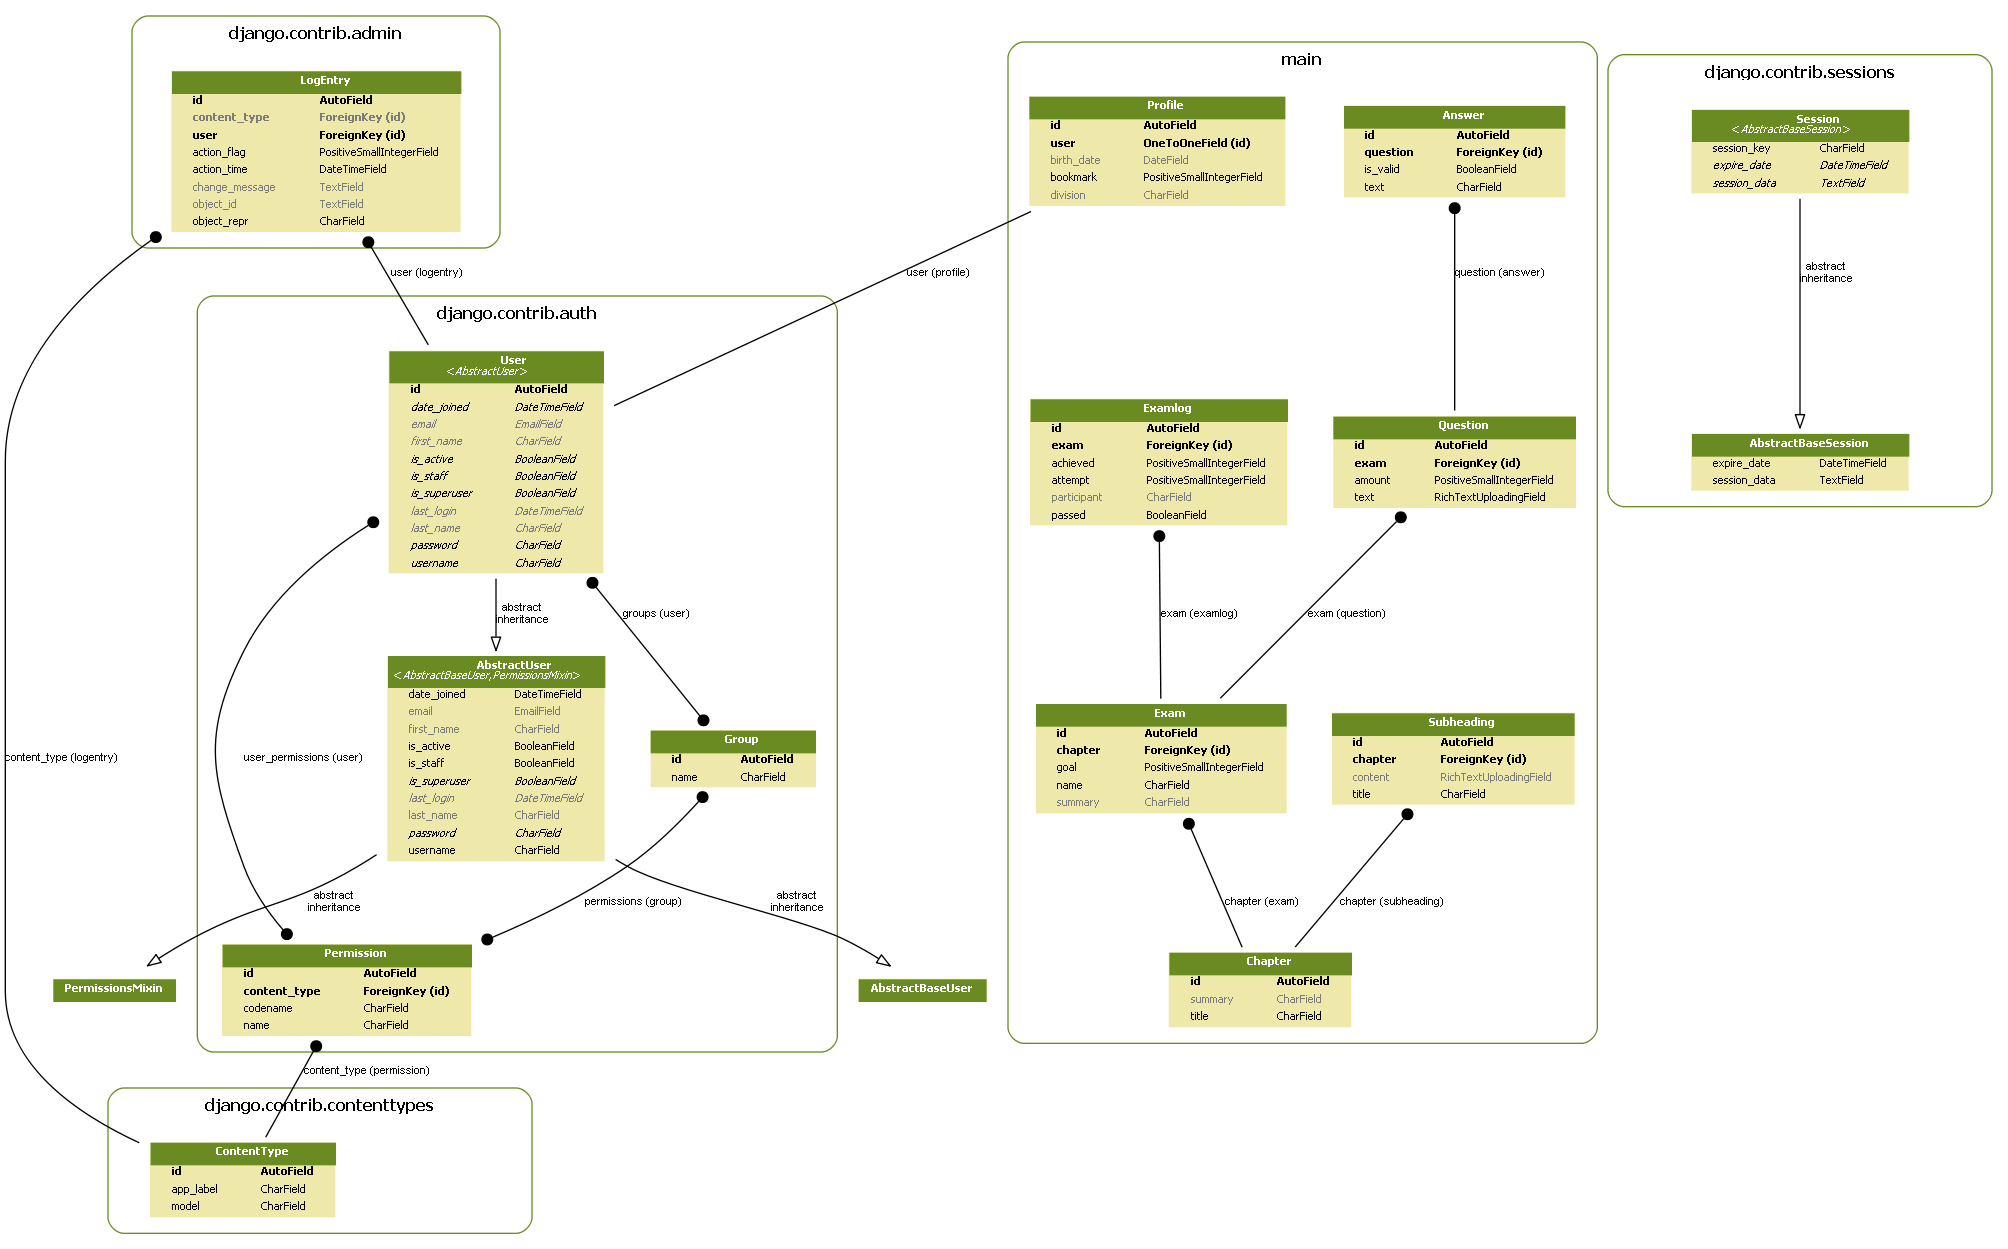 django.contrib.admin
LogEntry
id AutoField
content_type ForeignKey (id)
user ForeignKey (id)
action_flag PositiveSmallIntegerField
action_time DateTimeField
change_message TextField
object_id TextField
object_repr CharField
user (logentry)
content_type (logentry)
django.contrib.auth
User
<AbstractUser>
id AutoField
date_joined DateTimeField
email EmailField
first_name CharField
is_active BooleanField
is_staff BooleanField
is_superuser BooleanField
last_login DateTimeField
last_name CharField
password CharField
username CharField
abstract
inheritance
groups (user)
user_permissions (user)
AbstractUser
<AbstractBaseUser,PermissionsMixin>
date_joined DateTimeField
email EmailField
first_name CharField
is_active BooleanField
is_staff BooleanField
is_superuser BooleanField
last_login DateTimeField
last_name CharField
password CharField
username CharField
Group
id AutoField
name CharField
abstract
inheritance
permissions (group)
abstract
inheritance
PermissionsMixin
Permission
id AutoField
content_type ForeignKey (id)
codename CharField
name CharField
AbstractBaseUser
content_type (permission)
django.contrib.contenttypes
ContentType
id AutoField
app_label CharField
model CharField
main
Profile
id AutoField
user OneToOneField (id)
birth_date DateField
bookmark PositiveSmallIntegerField
division CharField
user (profile)
Answer
id AutoField
question ForeignKey (id)
is_valid BooleanField
text CharField
question (answer)
Examlog
id AutoField
exam ForeignKey (id)
achieved PositiveSmallIntegerField
attempt PositiveSmallIntegerField
participant CharField
passed BooleanField
Question
id AutoField
exam ForeignKey (id)
amount PositiveSmallIntegerField
text RichTextUploadingField
exam (examlog)
exam (question)
Exam
id AutoField
chapter ForeignKey (id)
goal PositiveSmallIntegerField
name CharField
summary CharField
Subheading
id AutoField
chapter ForeignKey (id)
content RichTextUploadingField
title CharField
chapter (exam)
chapter (subheading)
Chapter
id AutoField
summary CharField
title CharField
django.contrib.sessions
Session
<AbstractBaseSession>
session_key CharField
expire_date DateTimeField
session_data TextField
abstract
inheritance
AbstractBaseSession
expire_date DateTimeField
session_data TextField